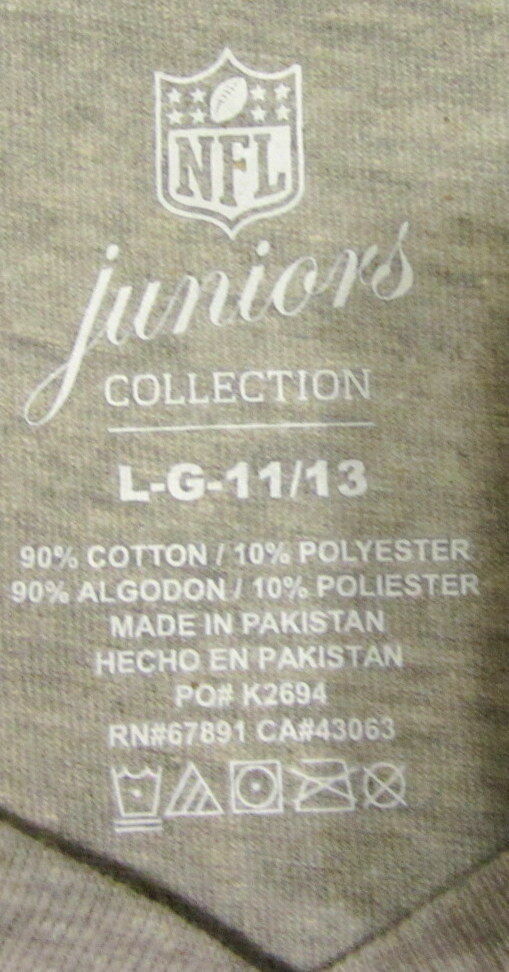 NFL
juniors
COLLECTION
L-G-11/13
90% COTTON / 10% POLYESTER
90% ALGODON / 10% POLIESTER
MADE IN PAKISTAN
HECHO EN PAKISTAN
PO# K2694
RN#67891 CA#43063